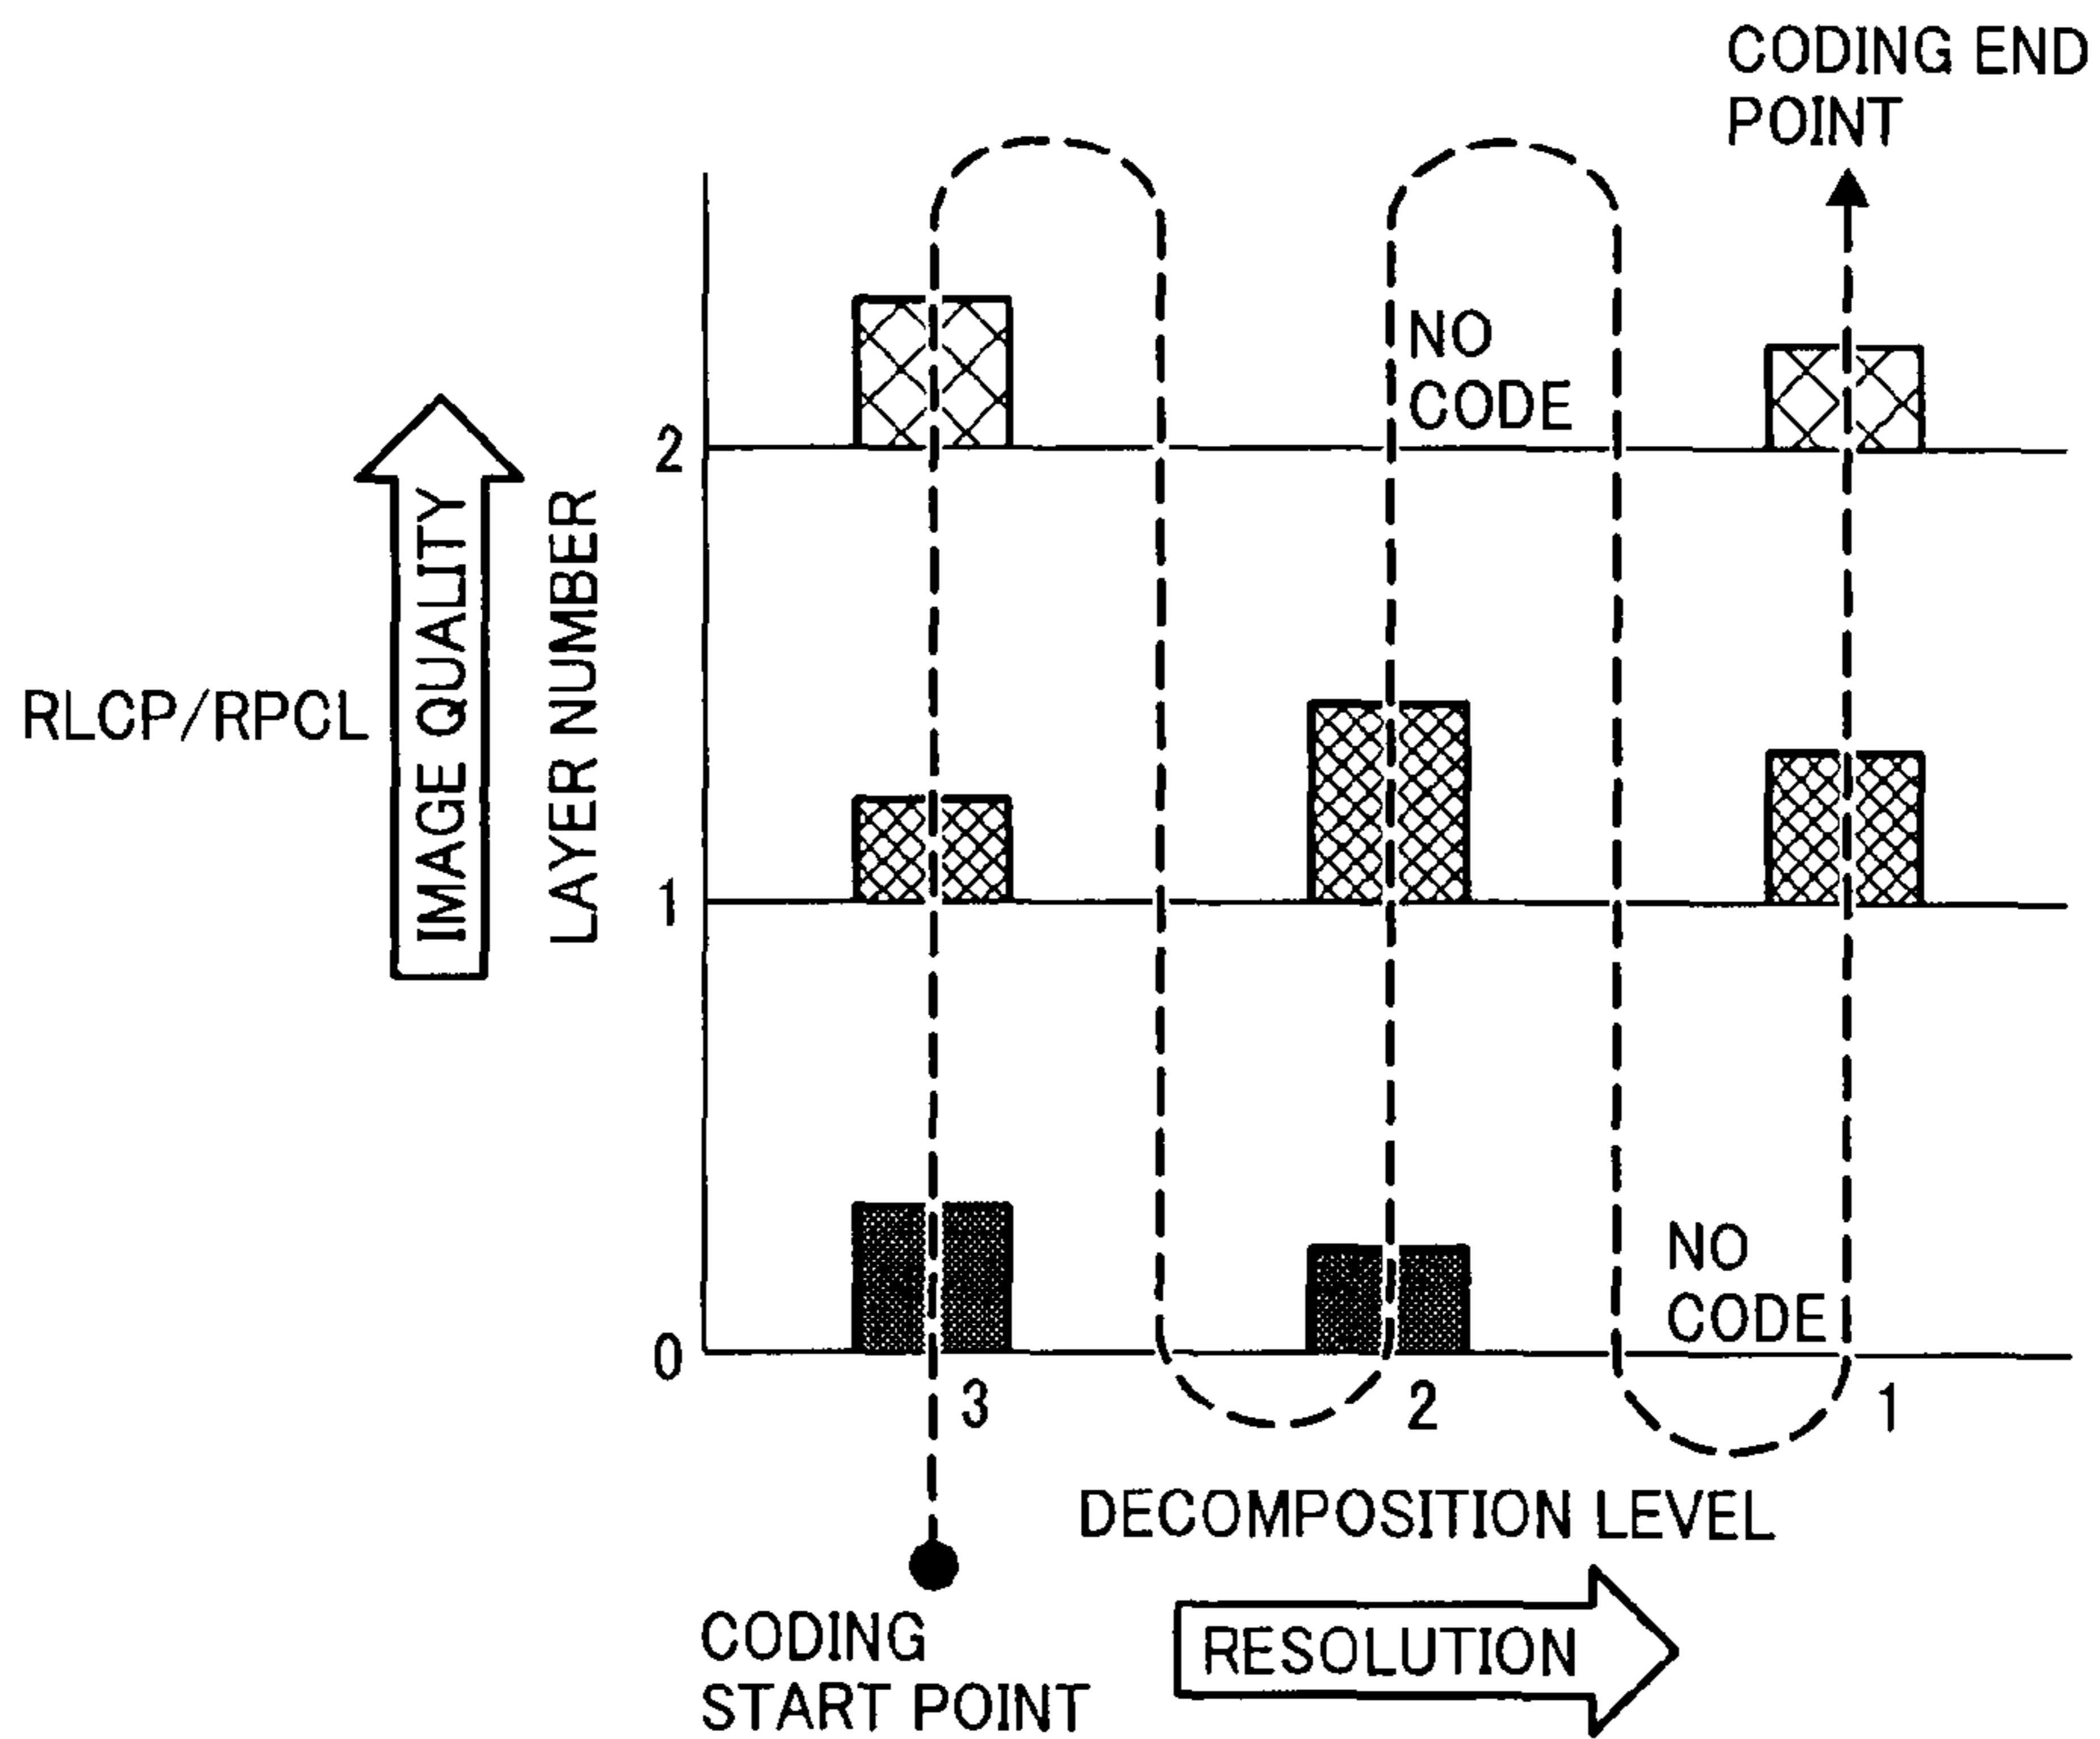 CODING END
POINT
NO
CODE
2
IMAGE QUALITY
LAYER NUMBER
RLCP/RPCL
1
NO
CODE
0
3
2
1
DECOMPOSITION LEVEL
CODING
START POINT
RESOLUTION